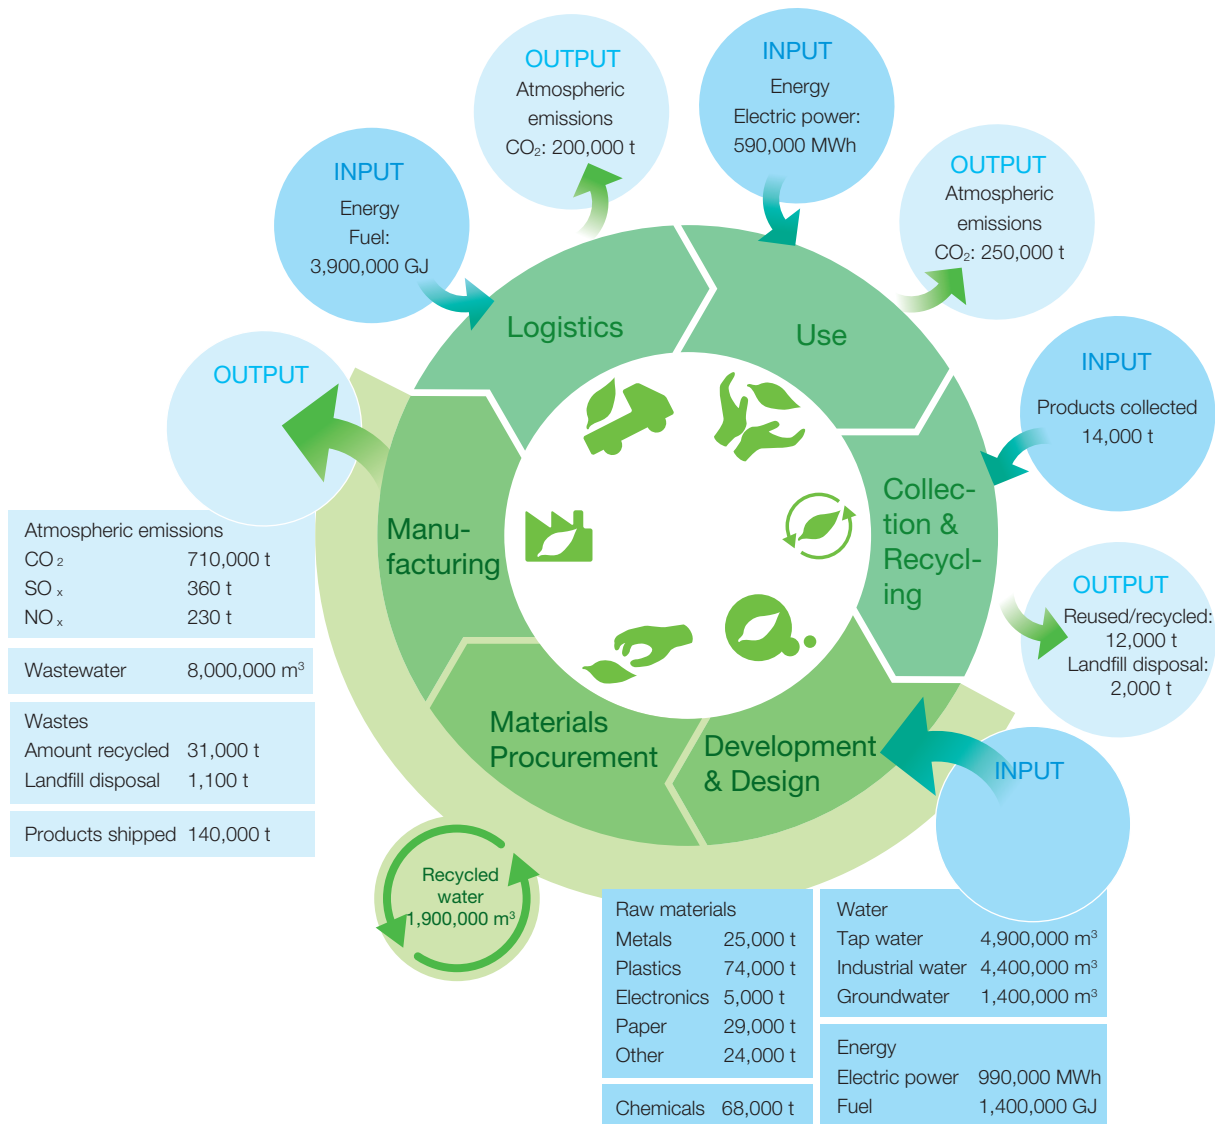 OUTPUT
Atmospheric
emissions
CO₂: 200,000 t
INPUT
Energy
Electric power:
590,000 MWh
INPUT
Energy
Fuel:
3,900,000 GJ
OUTPUT
Atmospheric
emissions
CO₂: 250,000 t
Logistics
Use
INPUT
Products collected
14,000 t
OUTPUT
Collec-
tion &
Recycl-
ing
Manu-
facturing
Atmospheric emissions
CO₂ 710,000 t
SOₓ 360 t
NOₓ 230 t
Wastewater 8,000,000 m³
Wastes
Amount recycled 31,000 t
Landfill disposal 1,100 t
Products shipped 140,000 t
OUTPUT
Reused/recycled:
12,000 t
Landfill disposal:
2,000 t
Materials
Procurement
Development
& Design
INPUT
Recycled
water
1,900,000 m³
Raw materials
Metals 25,000 t
Plastics 74,000 t
Electronics 5,000 t
Paper 29,000 t
Other 24,000 t
Chemicals 68,000 t
Water
Tap water 4,900,000 m³
Industrial water 4,400,000 m³
Groundwater 1,400,000 m³
Energy
Electric power 990,000 MWh
Fuel 1,400,000 GJ